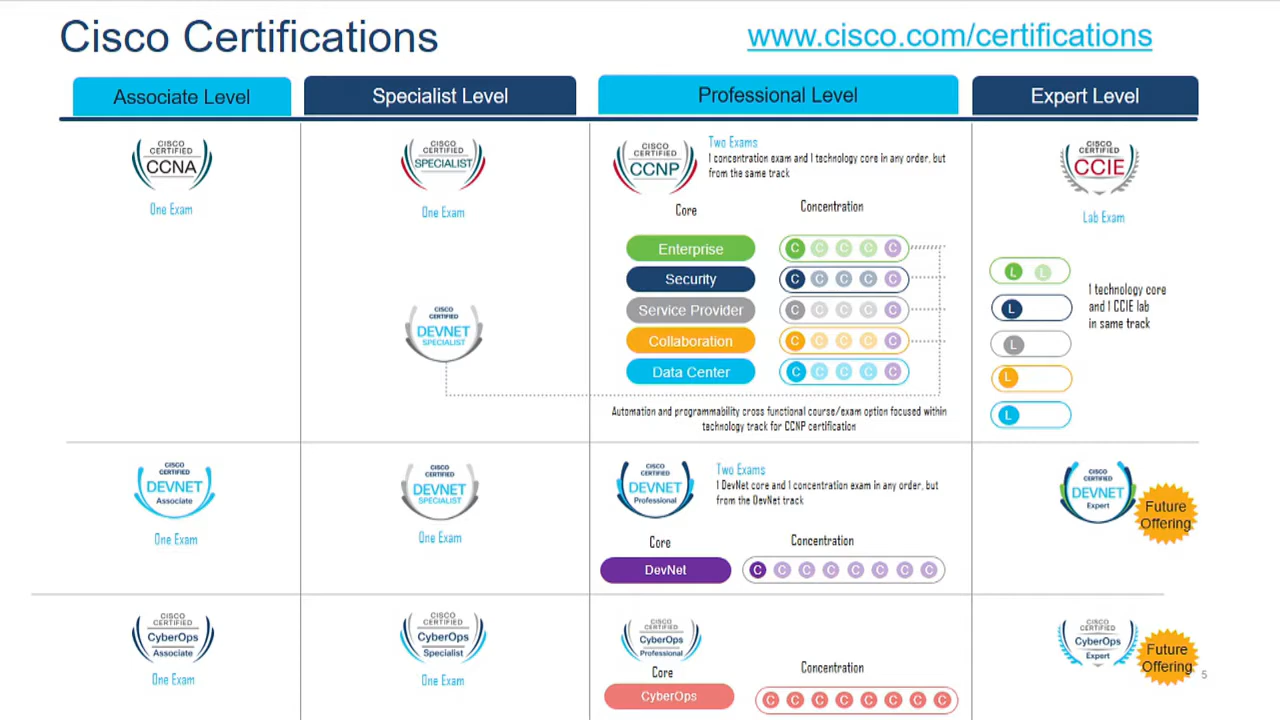 Cisco Certifications
www.cisco.com/certifications
Associate Level
Specialist Level
Professional Level
Expert Level
CISCO
CERTIFIED
CCNA
One Exam
CISCO
CERTIFIED
SPECIALIST
One Exam
CISCO
CERTIFIED
DEVNET
SPECIALIST
CISCO
CERTIFIED
CCNP
Two Exams
1 concentration exam and 1 technology core in any order, but
from the same track
Core
Concentration
Enterprise
C C C C C
Security
C C C C C
Service Provider
C C C C C
Collaboration
C C C C C
Data Center
C C C C C
Automation and programmability cross functional course/exam option focused within
technology track for CCNP certification
CISCO
CERTIFIED
CCIE
Lab Exam
L L
L
L
L
L
1 technology core
and 1 CCIE lab
in same track
CISCO
CERTIFIED
DEVNET
Associate
One Exam
CISCO
CERTIFIED
DEVNET
SPECIALIST
One Exam
CISCO
CERTIFIED
DEVNET
Professional
Two Exams
1 DevNet core and 1 concentration exam in any order, but
from the DevNet track
Core
Concentration
DevNet
C C C C C C C C
CISCO
CERTIFIED
DEVNET
Expert
Future
Offering
CISCO
CERTIFIED
CyberOps
Associate
One Exam
CISCO
CERTIFIED
CyberOps
Specialist
One Exam
CISCO
CERTIFIED
CyberOps
Professional
Core
Concentration
CyberOps
C C C C C C C C
CISCO
CERTIFIED
CyberOps
Expert
Future
Offering
5